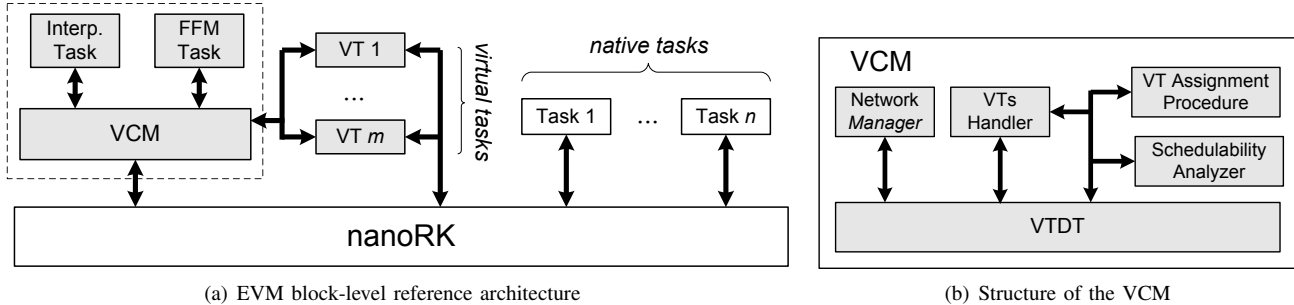 Interp.
Task
FFM
Task
VCM
VT 1
...
VT m
virtual tasks
native tasks
Task 1
...
Task n
nanoRK
(a) EVM block-level reference architecture
VCM
Network
Manager
VTs
Handler
VT Assignment
Procedure
Schedulability
Analyzer
VTDT
(b) Structure of the VCM